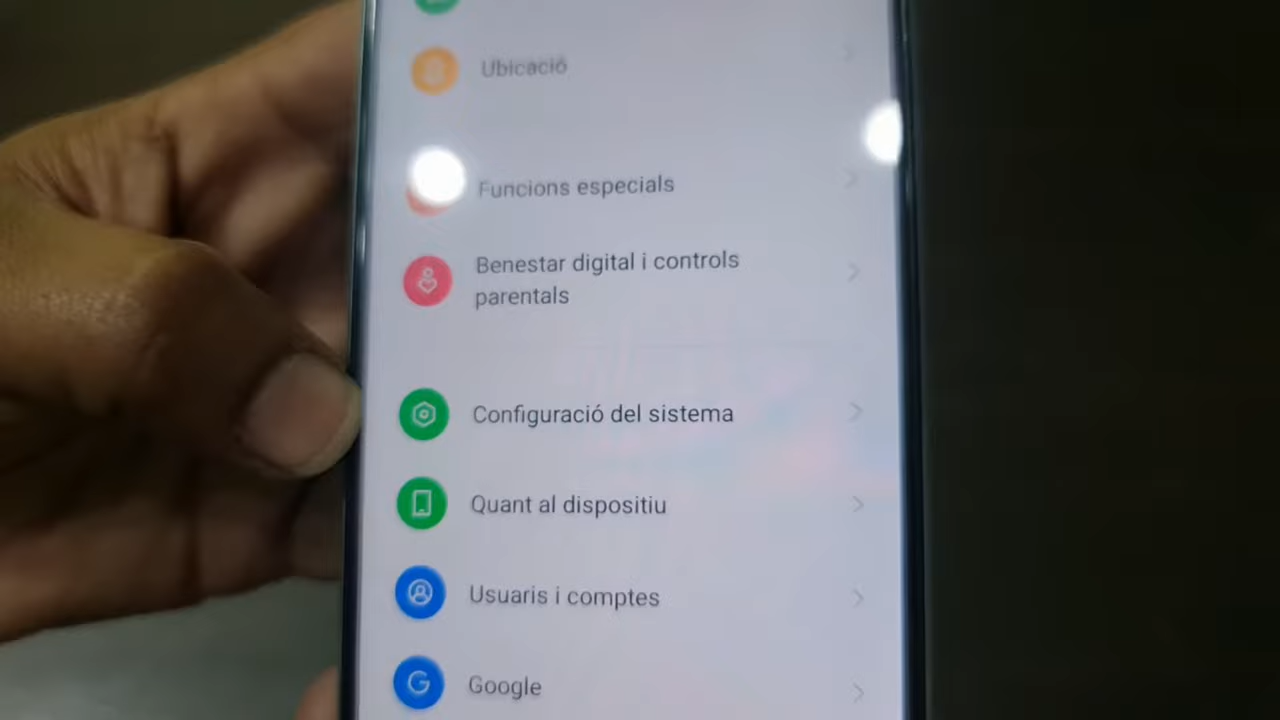 Ubicació
Funcions especials
Benestar digital i controls
parentals
Configuració del sistema
Quant al dispositiu
Usuaris i comptes
Google